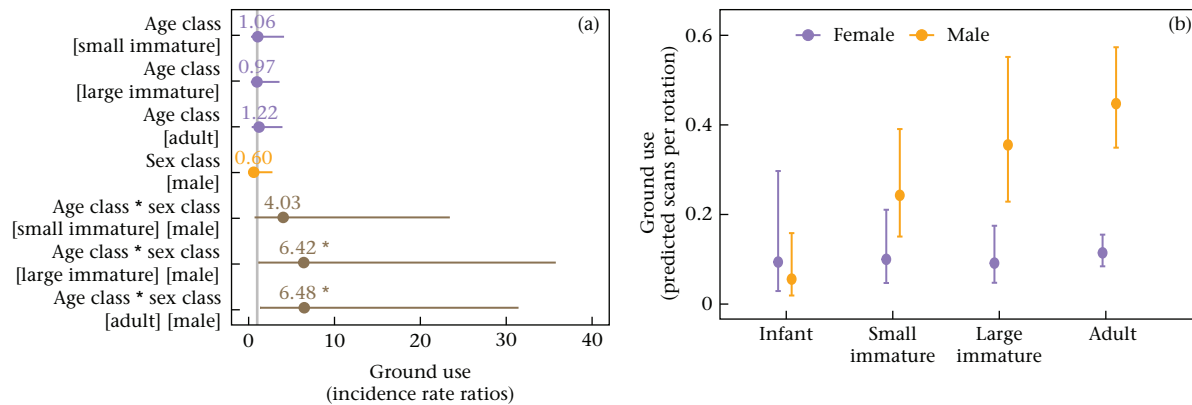 (a)
Age class
[small immature]
1.06
Age class
[large immature]
0.97
Age class
[adult]
1.22
Sex class
[male]
0.60
Age class * sex class
[small immature] [male]
4.03
Age class * sex class
[large immature] [male]
6.42 *
Age class * sex class
[adult] [male]
6.48 *
0 10 20 30 40
Ground use
(incidence rate ratios)
(b)
Female Male
Ground use
(predicted scans per rotation)
0.6
0.4
0.2
0
Infant Small Large Adult
immature immature